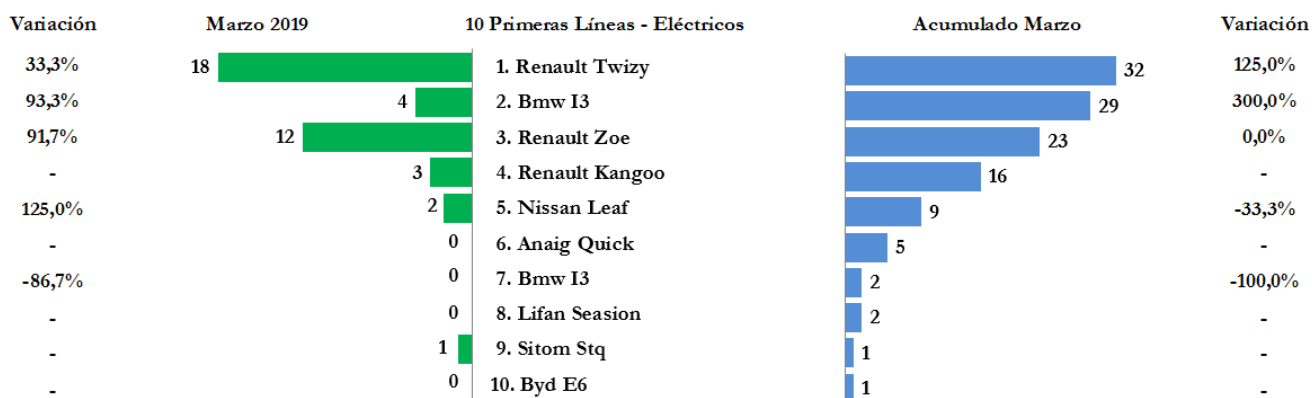 Variación Marzo 2019 10 Primeras Líneas - Eléctricos Acumulado Marzo Variación
33,3% 18 1. Renault Twizy 32 125,0%
93,3% 4 2. Bmw I3 29 300,0%
91,7% 12 3. Renault Zoe 23 0,0%
- 3 4. Renault Kangoo 16 -
125,0% 2 5. Nissan Leaf 9 -33,3%
- 0 6. Anaig Quick 5 -
-86,7% 0 7. Bmw I3 2 -100,0%
- 0 8. Lifan Seasion 2 -
- 1 9. Sitom Stq 1 -
- 0 10. Byd E6 1 -